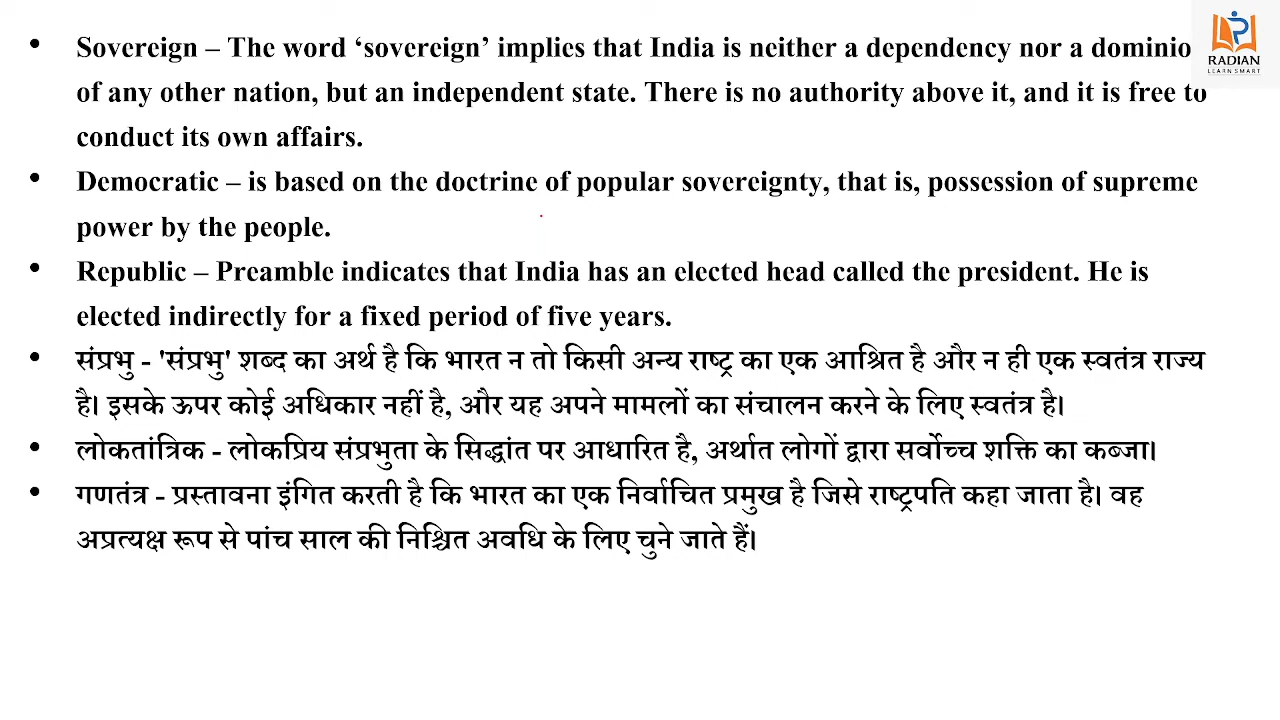 • Sovereign – The word ‘sovereign’ implies that India is neither a dependency nor a dominio
of any other nation, but an independent state. There is no authority above it, and it is free to
conduct its own affairs.
• Democratic – is based on the doctrine of popular sovereignty, that is, possession of supreme
power by the people.
• Republic – Preamble indicates that India has an elected head called the president. He is
elected indirectly for a fixed period of five years.
• संप्रभु - 'संप्रभु' शब्द का अर्थ है कि भारत न तो किसी अन्य राष्ट्र का एक आश्रित है और न ही एक स्वतंत्र राज्य
है। इसके ऊपर कोई अधिकार नहीं है, और यह अपने मामलों का संचालन करने के लिए स्वतंत्र है।
• लोकतांत्रिक - लोकप्रिय संप्रभुता के सिद्धांत पर आधारित है, अर्थात लोगों द्वारा सर्वोच्च शक्ति का कब्जा।
• गणतंत्र - प्रस्तावना इंगित करती है कि भारत का एक निर्वाचित प्रमुख है जिसे राष्ट्रपति कहा जाता है। वह
अप्रत्यक्ष रूप से पांच साल की निश्चित अवधि के लिए चुने जाते हैं।
RADIAN
LEARN SMART